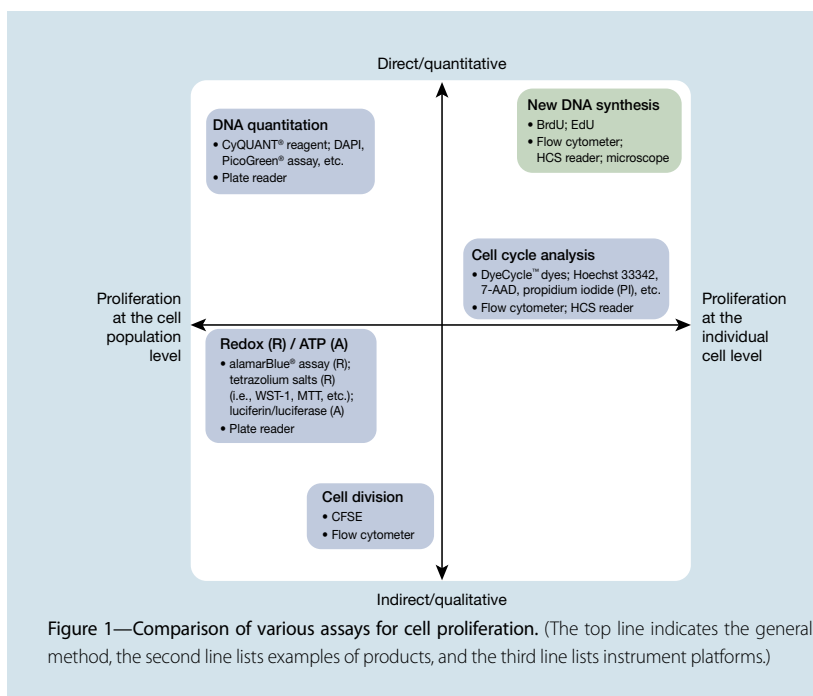 Direct/quantitative
DNA quantitation
• CyQUANT® reagent; DAPI,
PicoGreen® assay, etc.
• Plate reader
New DNA synthesis
• BrdU; EdU
• Flow cytometer;
HCS reader; microscope
Cell cycle analysis
• DyeCycle™ dyes; Hoechst 33342,
7-AAD, propidium iodide (PI), etc.
• Flow cytometer; HCS reader
Proliferation
at the cell
population
level
Proliferation
at the
individual
cell level
Redox (R) / ATP (A)
• alamarBlue® assay (R);
tetrazolium salts (R)
(i.e., WST-1, MTT, etc.);
luciferin/luciferase (A)
• Plate reader
Cell division
• CFSE
• Flow cytometer
Indirect/qualitative
Figure 1—Comparison of various assays for cell proliferation. (The top line indicates the general
method, the second line lists examples of products, and the third line lists instrument platforms.)